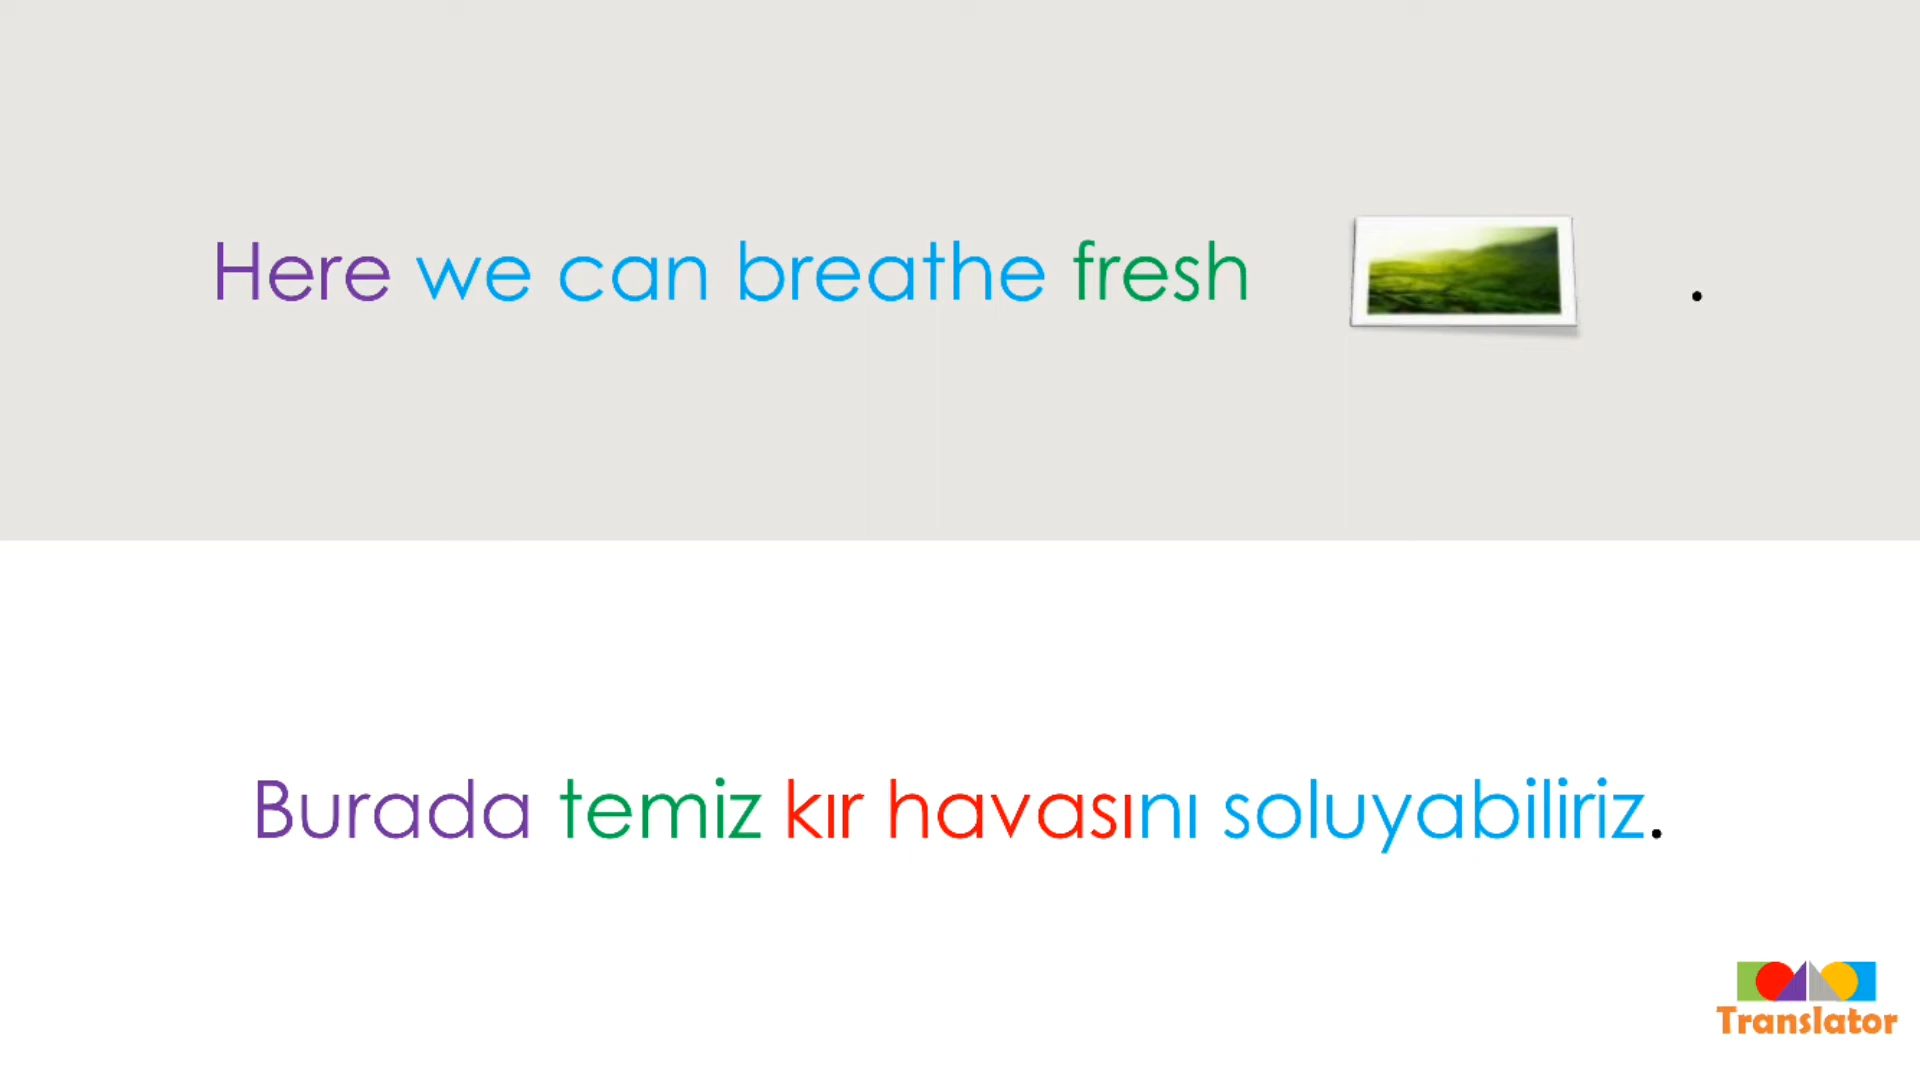 Here we can breathe fresh .
Burada temiz kır havasını soluyabiliriz.
Translator